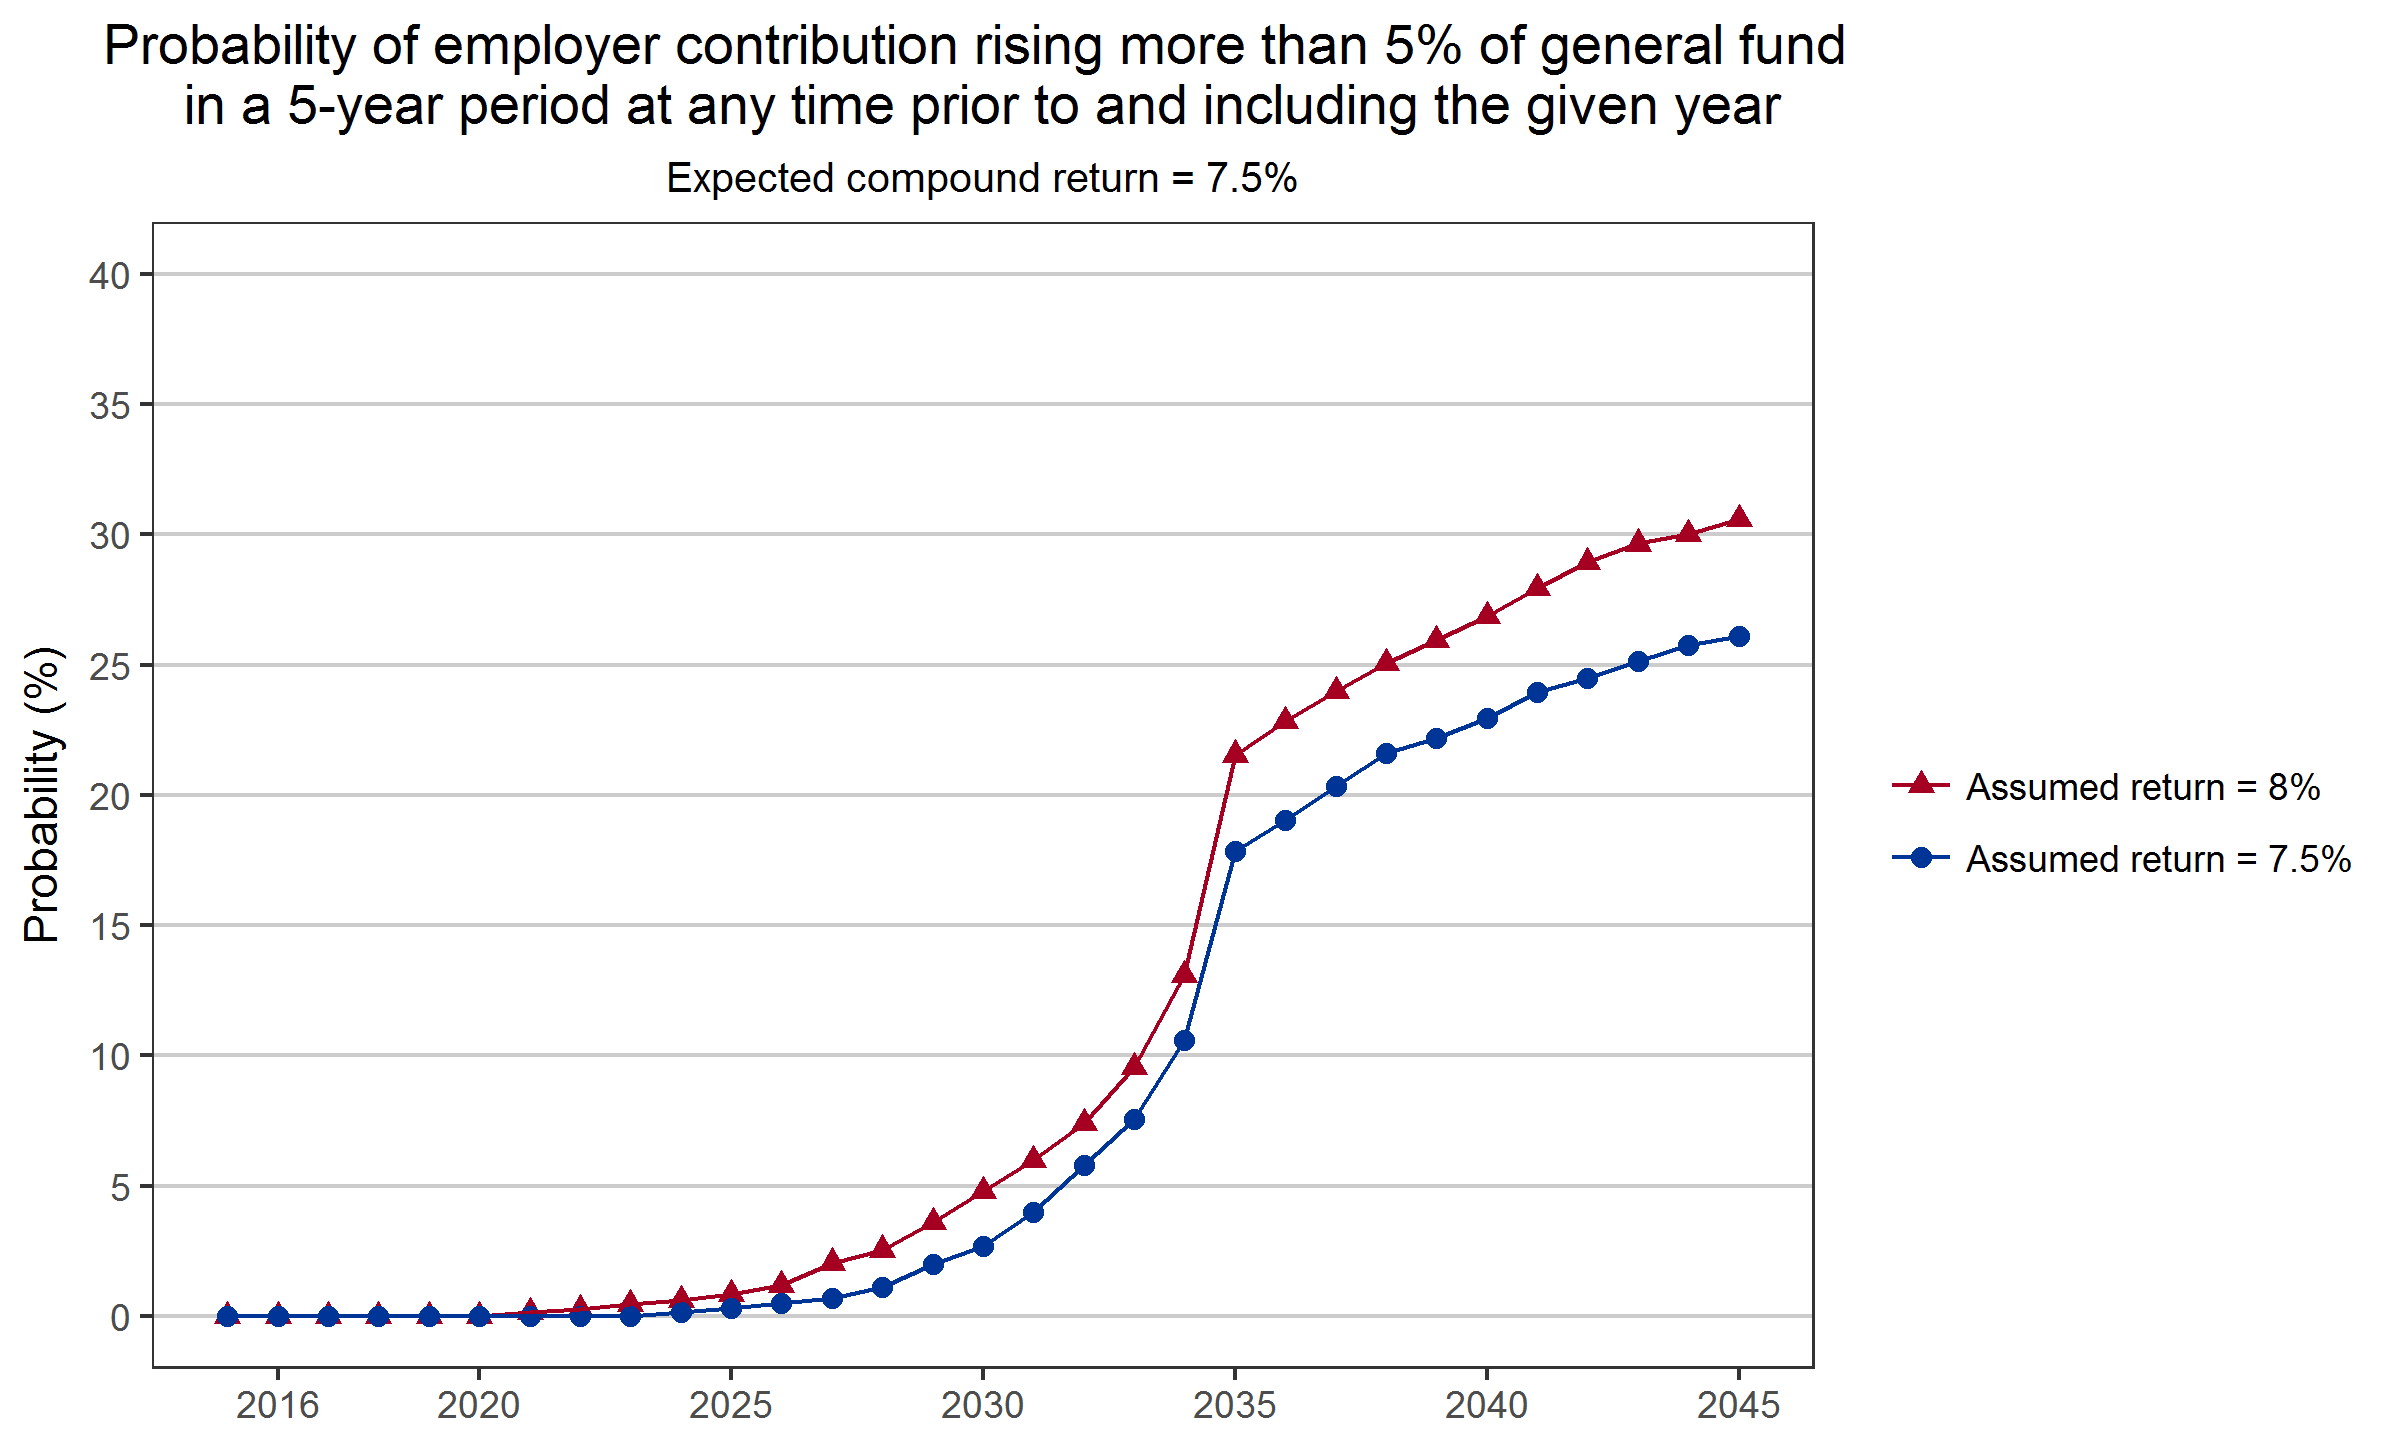 Probability of employer contribution rising more than 5% of general fund
in a 5-year period at any time prior to and including the given year
Expected compound return = 7.5%
Probability (%)
40
35
30
25
20
15
10
5
0
2016
2020
2025
2030
2035
2040
2045
Assumed return = 8%
Assumed return = 7.5%